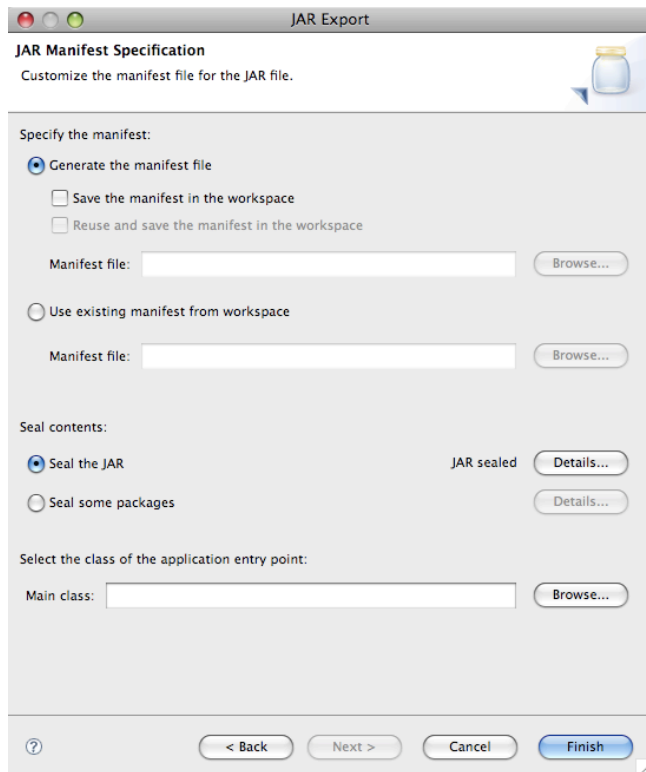 JAR Export
JAR Manifest Specification
Customize the manifest file for the JAR file.
Specify the manifest:
Generate the manifest file
Save the manifest in the workspace
Reuse and save the manifest in the workspace
Manifest file: Browse...
Use existing manifest from workspace
Manifest file: Browse...
Seal contents:
Seal the JAR JAR sealed Details...
Seal some packages Details...
Select the class of the application entry point:
Main class: Browse...
? < Back Next > Cancel Finish